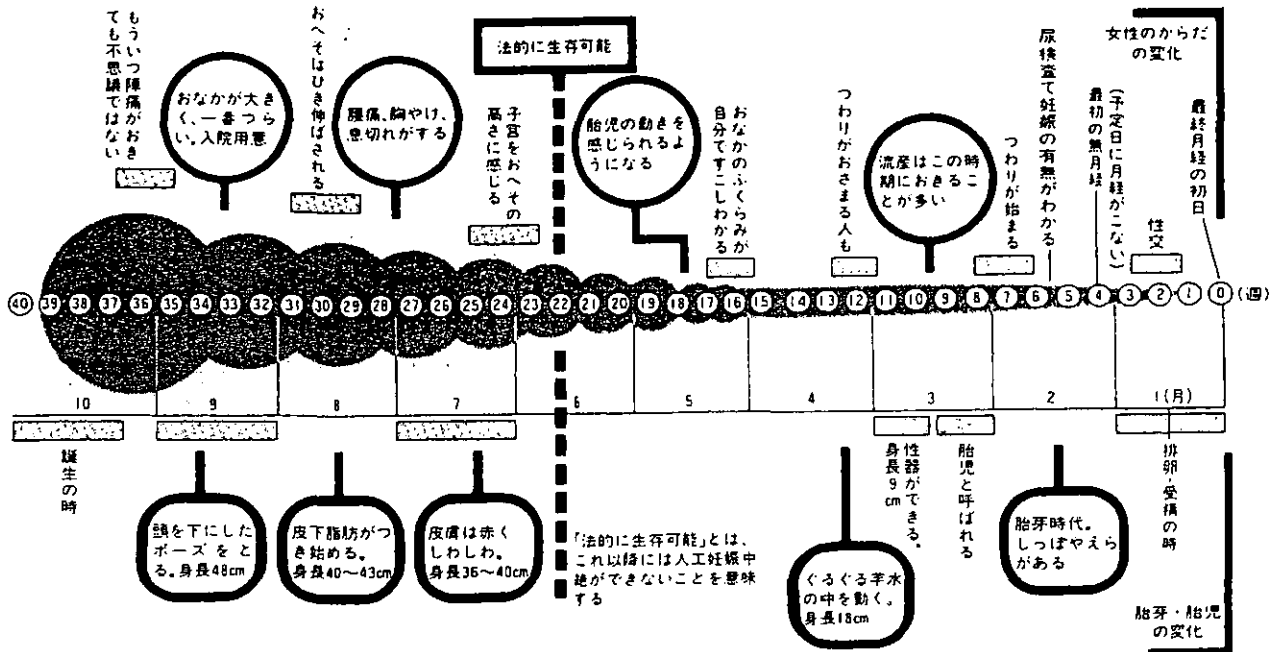 女性のからだ
の変化
最終月経の初日
性交
最初の無月経
(予定日に月経がこない)
尿検査で妊娠の有無がわかる
つわりが始まる
流産はこの時
期におきるこ
とが多い
つわりがおさまる人も
おなかのふくらみが
自分ですこしわかる
胎児の動きを
感じられるよ
うになる
法的に生存可能
子宮をおへその
高さに感じる
腰痛、胸やけ、
息切れがする
おへそはひき伸ばされる
おなかが大き
く、一番つら
い。入院用意
もういつ陣痛がおき
ても不思議ではない
40 39 38 37 36 35 34 33 32 31 30 29 28 27 26 25 24 23 22 21 20 19 18 17 16 15 14 13 12 11 10 9 8 7 6 5 4 3 2 1 0 (週)
10 9 8 7 6 5 4 3 2 1(月)
誕生の時
頭を下にした
ポーズをと
る。身長48cm
皮下脂肪がつ
き始める。
身長40〜43cm
皮膚は赤く
しわしわ。
身長36〜40cm
「法的に生存可能」とは、
これ以降には人工妊娠中
絶ができないことを意味
する
ぐるぐる羊水
の中を動く。
身長18cm
性器ができる。
身長9cm
胎児と呼ばれる
胎芽時代。
しっぽやえら
がある
排卵・受精の時
胎芽・胎児
の変化